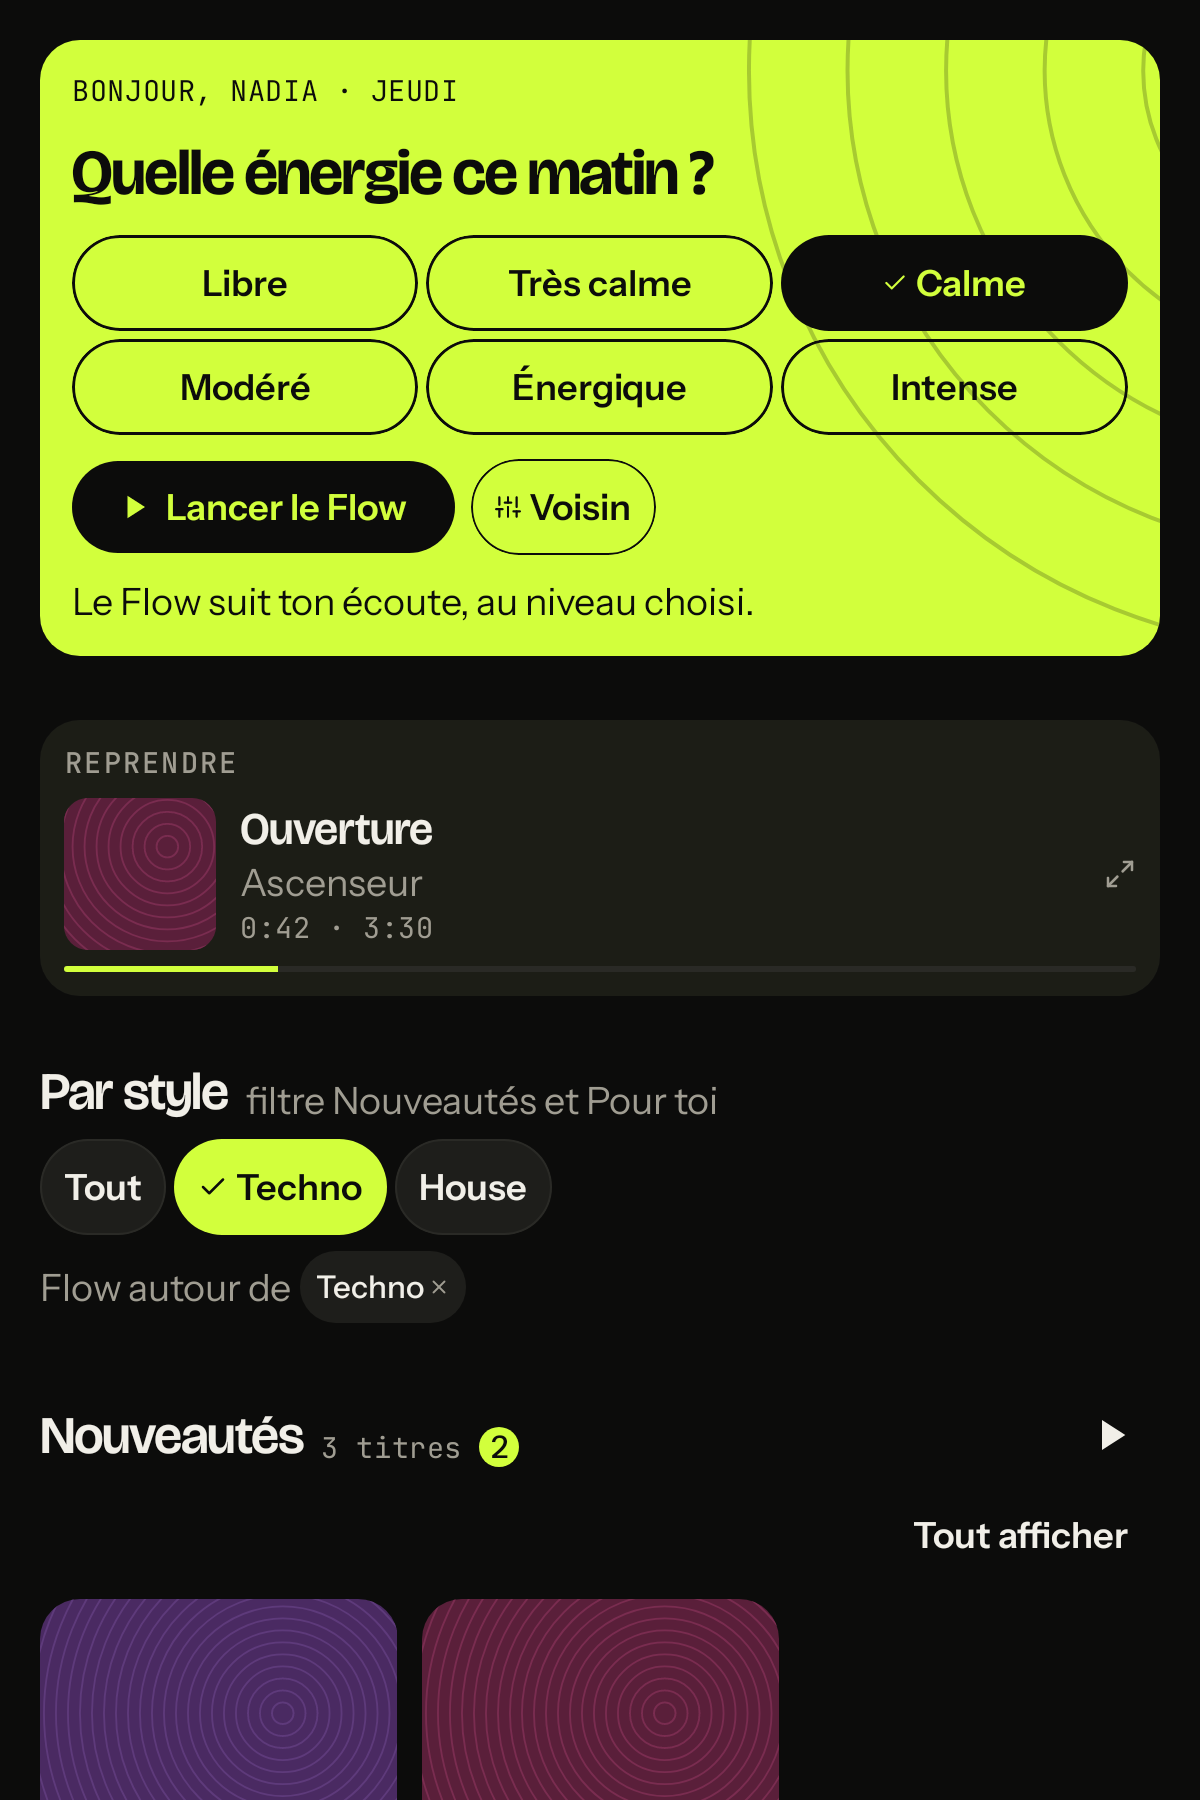 BONJOUR, NADIA · JEUDI
Quelle énergie ce matin ?
Libre
Très calme
✓ Calme
Modéré
Énergique
Intense
Lancer le Flow
Voisin
Le Flow suit ton écoute, au niveau choisi.
REPRENDRE
Ouverture
Ascenseur
0:42 · 3:30
Par style filtre Nouveautés et Pour toi
Tout
✓ Techno
House
Flow autour de Techno ×
Nouveautés 3 titres 2
Tout afficher